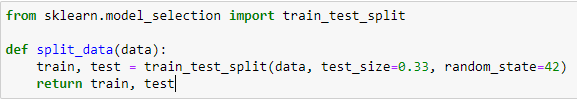 from sklearn.model_selection import train_test_split
def split_data(data):
    train, test = train_test_split(data, test_size=0.33, random_state=42)
    return train, test